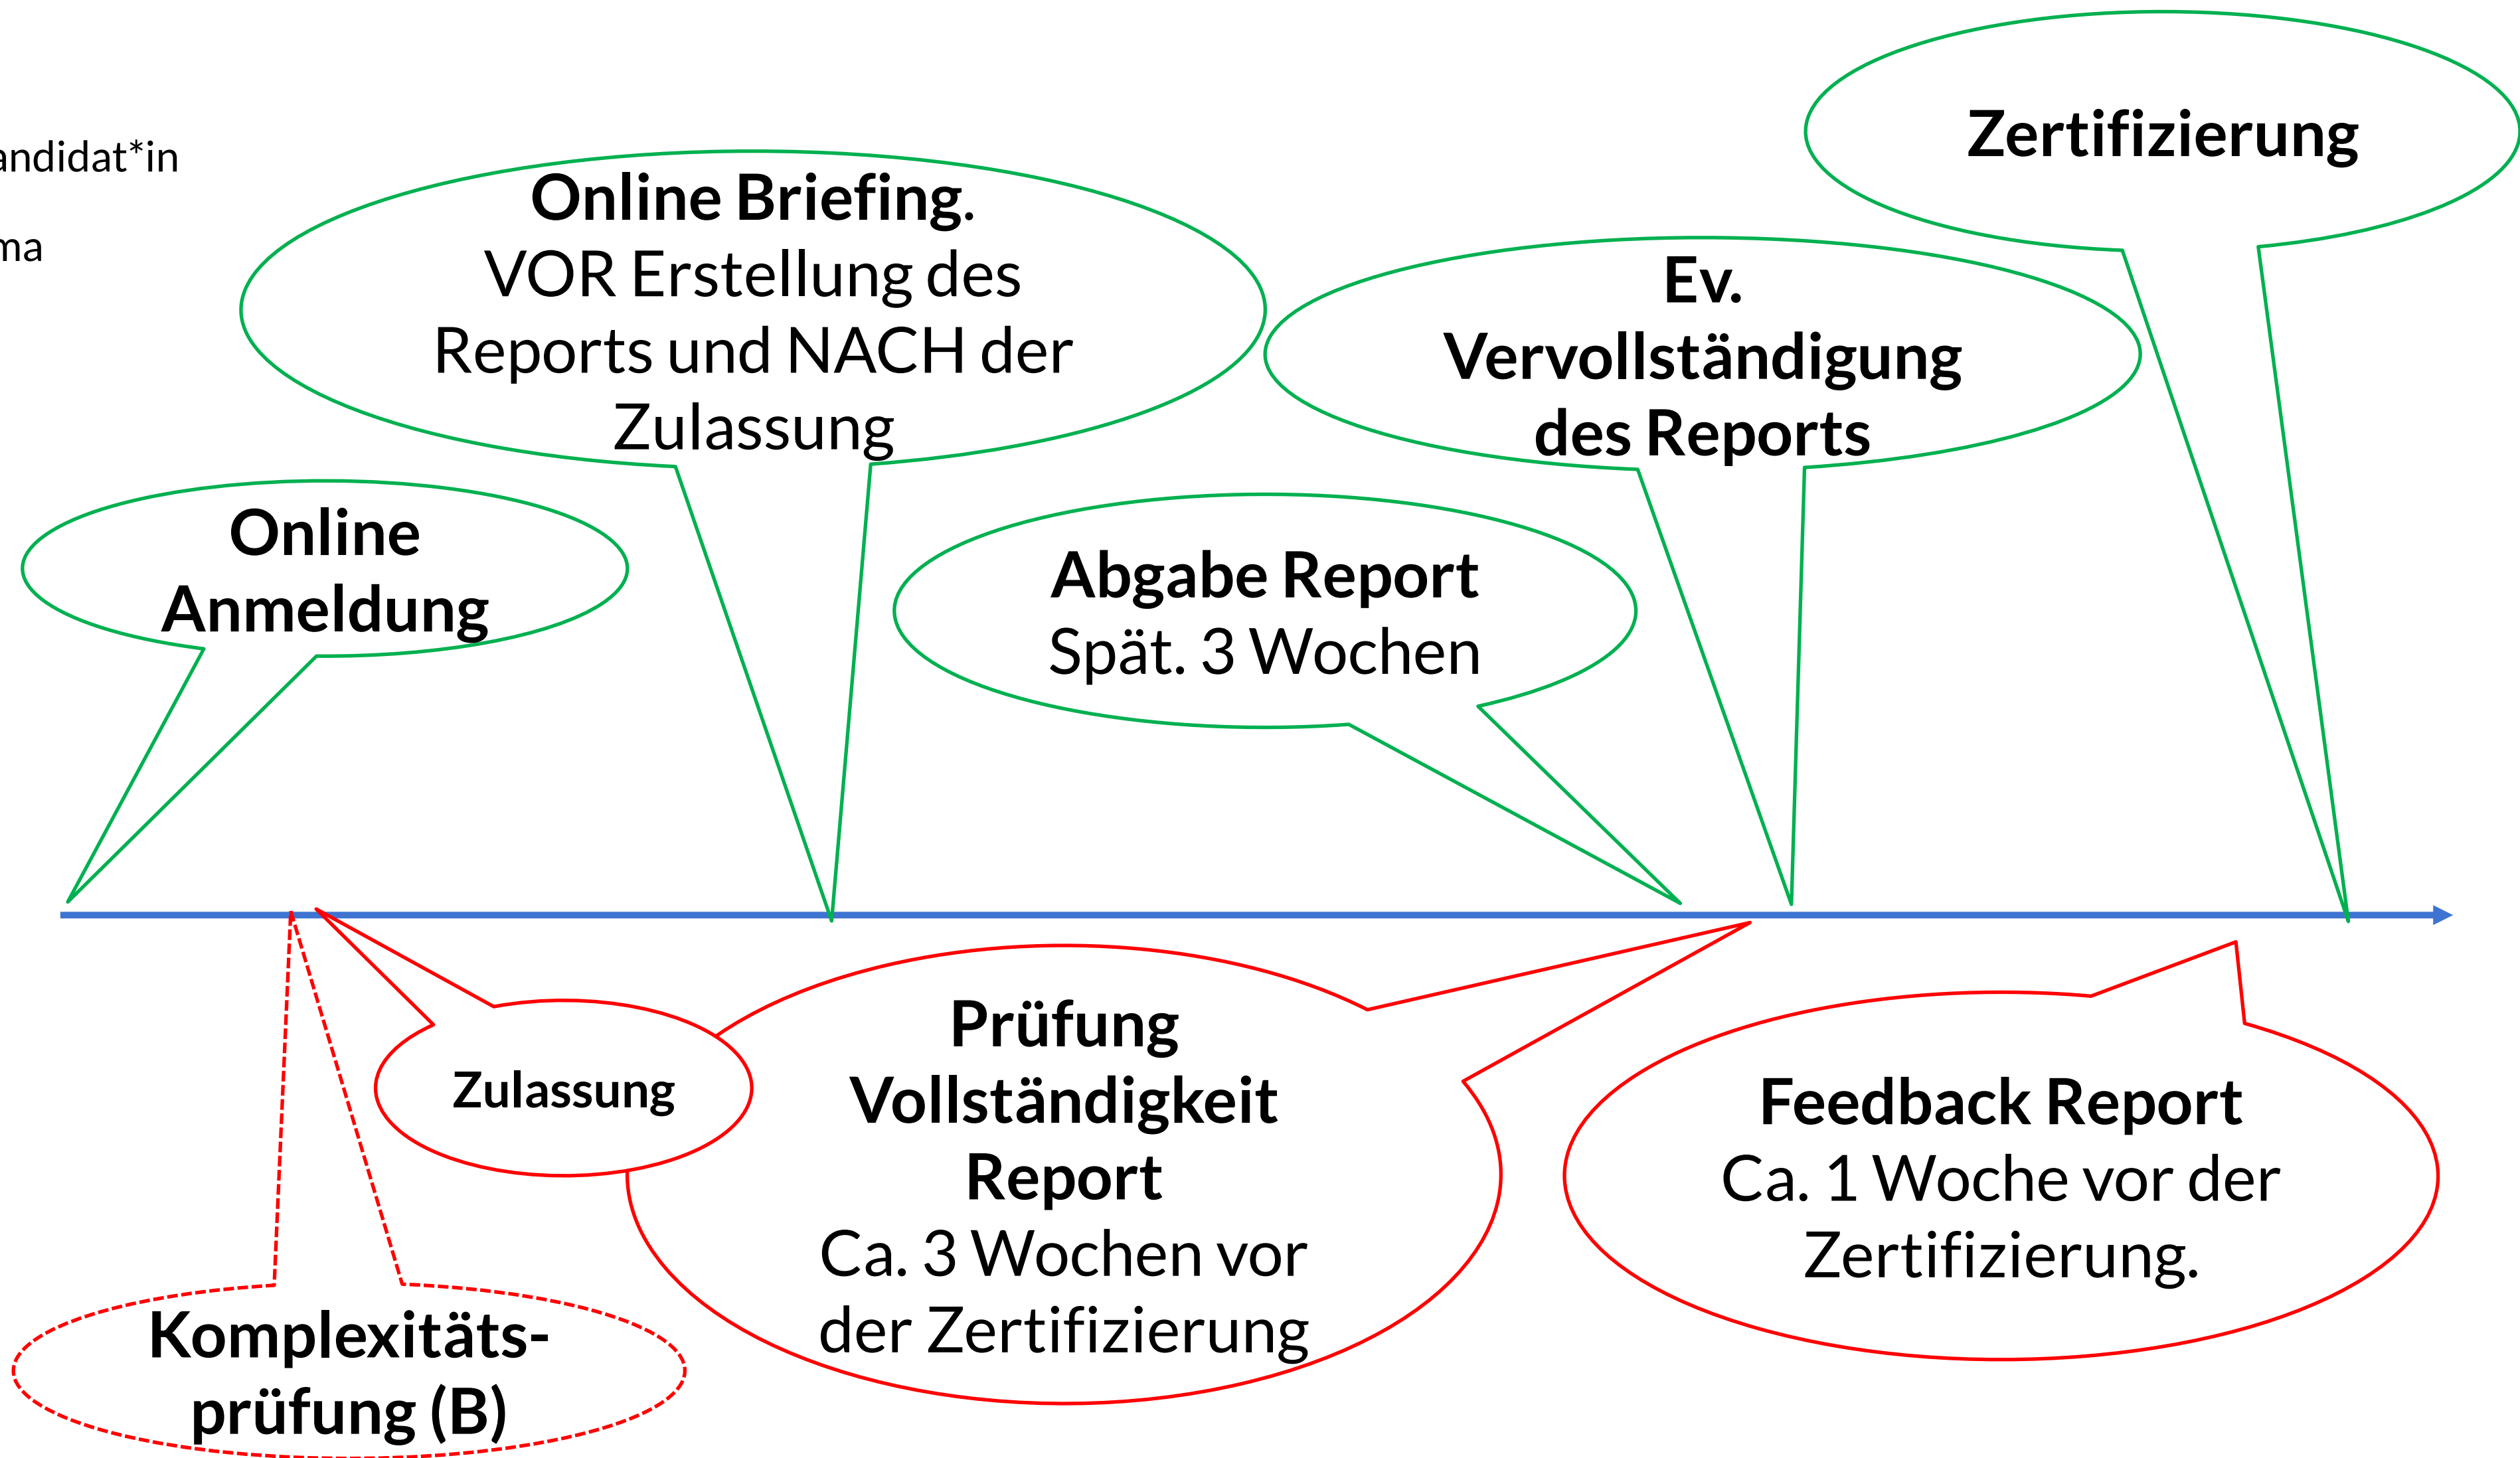 andidat*in
ma
Zertifizierung
Online Briefing.
VOR Erstellung des
Reports und NACH der
Zulassung
Ev.
Vervollständigung
des Reports
Online
Anmeldung
Abgabe Report
Spät. 3 Wochen
Zulassung
Prüfung
Vollständigkeit
Report
Ca. 3 Wochen vor
der Zertifizierung
Feedback Report
Ca. 1 Woche vor der
Zertifizierung.
Komplexitäts-
prüfung (B)